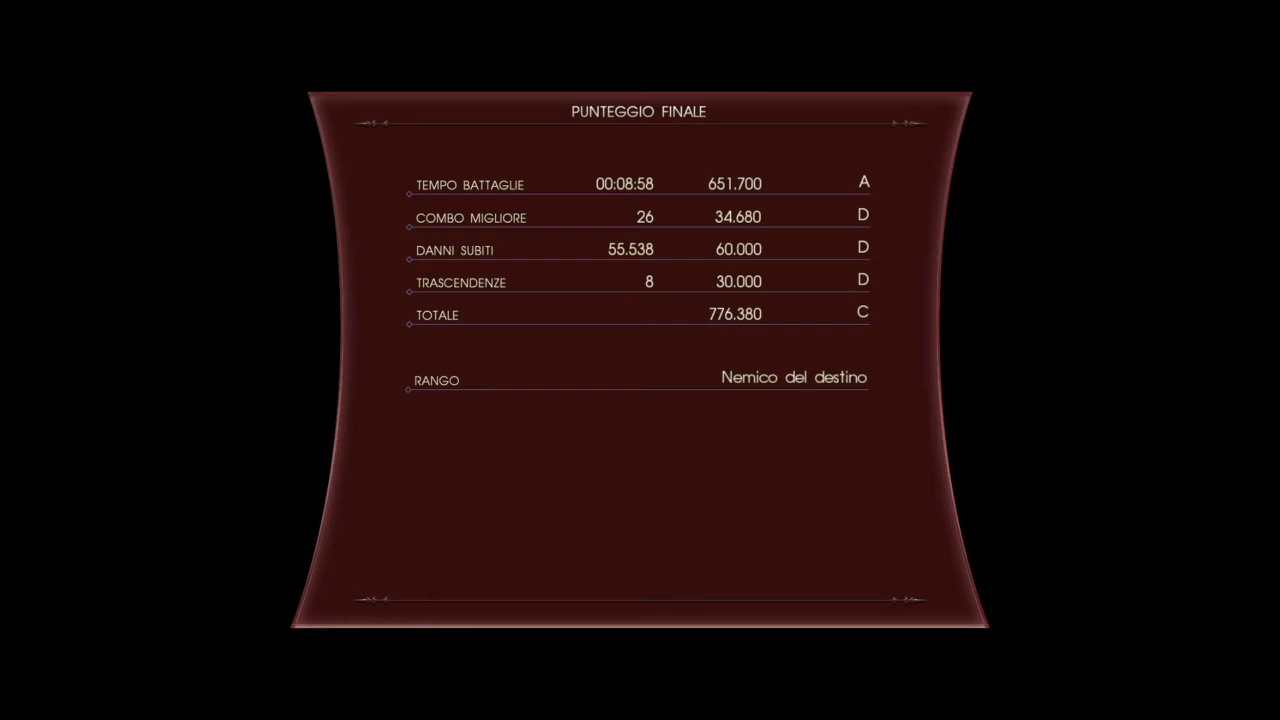 PUNTEGGIO FINALE
TEMPO BATTAGLIE 00:08:58 651.700 A
COMBO MIGLIORE 26 34.680 D
DANNI SUBITI 55.538 60.000 D
TRASCENDENZE 8 30.000 D
TOTALE 776.380 C
RANGO Nemico del destino